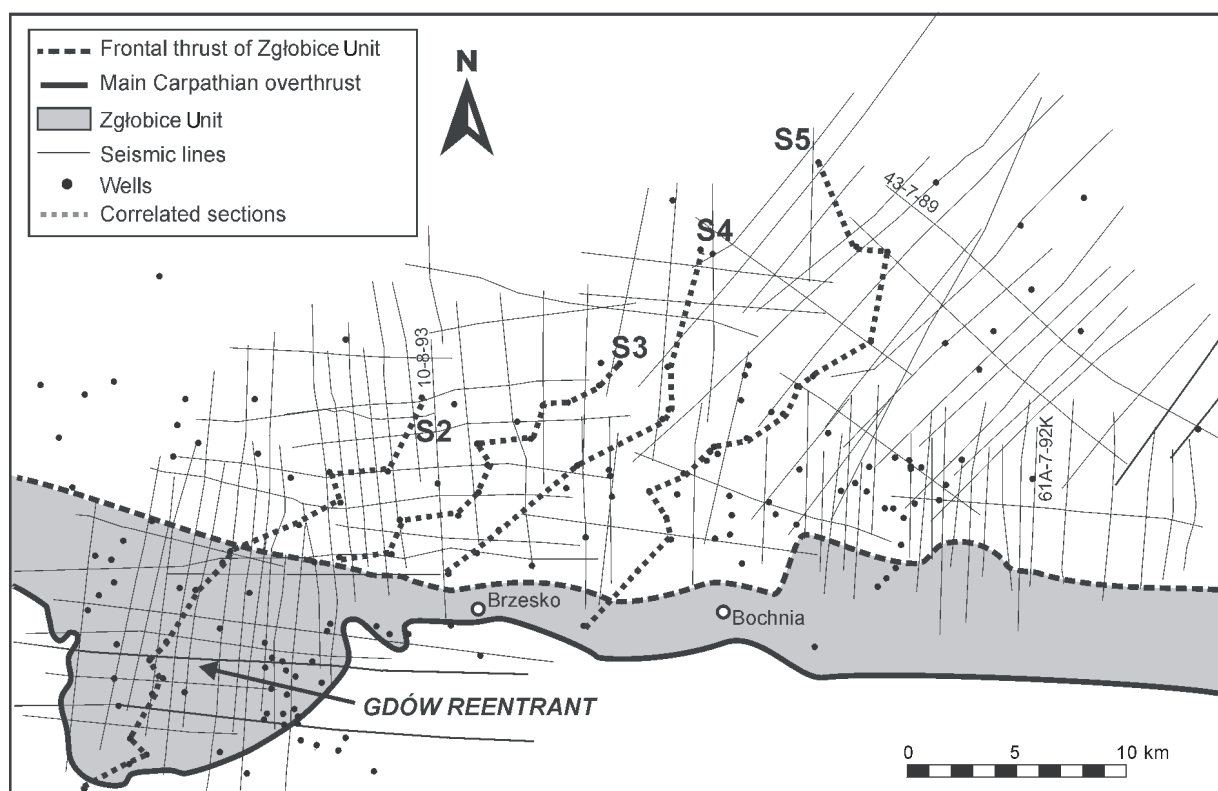 Frontal thrust of Zgłobice Unit
Main Carpathian overthrust
Zgłobice Unit
Seismic lines
Wells
Correlated sections
N
S5
43-7-89
S4
S3
10-8-93
S2
61A-7-92K
Brzesko
Bochnia
GDÓW REENTRANT
0 5 10 km